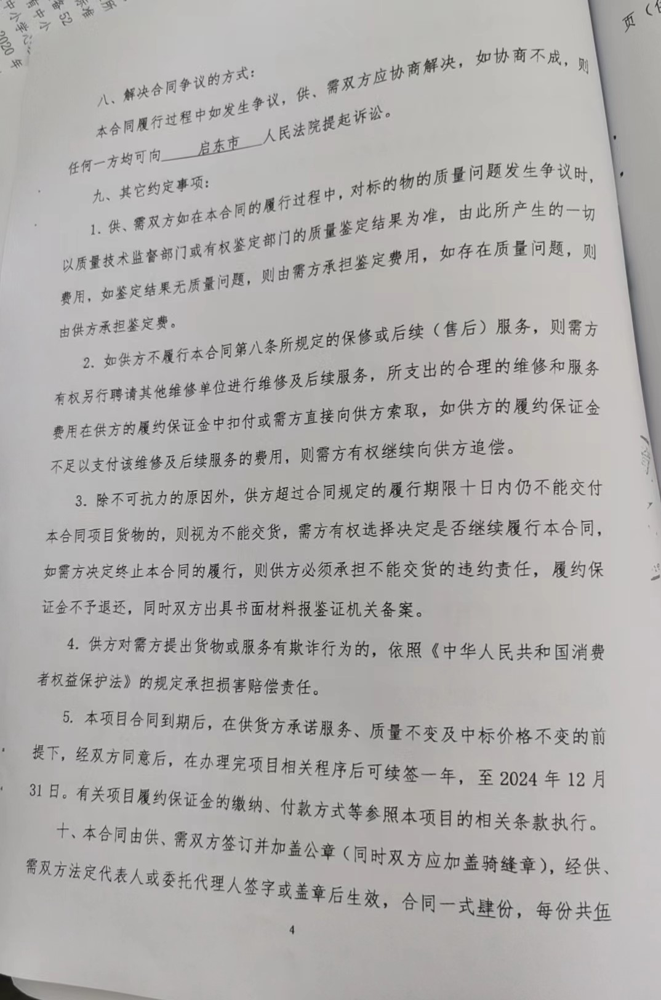 八、解决合同争议的方式：
本合同履行过程中如发生争议，供、需双方应协商解决，如协商不成，则
任何一方均可向 启东市 人民法院提起诉讼。
九、其它约定事项：
1. 供、需双方如在本合同的履行过程中，对标的物的质量问题发生争议时，
以质量技术监督部门或有权鉴定部门的质量鉴定结果为准，由此所产生的一切
费用，如鉴定结果无质量问题，则由需方承担鉴定费用，如存在质量问题，则
由供方承担鉴定费。
2. 如供方不履行本合同第八条所规定的保修或后续（售后）服务，则需方
有权另行聘请其他维修单位进行维修及后续服务，所支出的合理的维修和服务
费用在供方的履约保证金中扣付或需方直接向供方索取，如供方的履约保证金
不足以支付该维修及后续服务的费用，则需方有权继续向供方追偿。
3. 除不可抗力的原因外，供方超过合同规定的履行期限十日内仍不能交付
本合同项目货物的，则视为不能交货，需方有权选择决定是否继续履行本合同，
如需方决定终止本合同的履行，则供方必须承担不能交货的违约责任，履约保
证金不予退还，同时双方出具书面材料报鉴证机关备案。
4. 供方对需方提出货物或服务有欺诈行为的，依照《中华人民共和国消费
者权益保护法》的规定承担损害赔偿责任。
5. 本项目合同到期后，在供货方承诺服务、质量不变及中标价格不变的前
提下，经双方同意后，在办理完项目相关程序后可续签一年，至 2024 年 12 月
31 日。有关项目履约保证金的缴纳、付款方式等参照本项目的相关条款执行。
十、本合同由供、需双方签订并加盖公章（同时双方应加盖骑缝章），经供、
需双方法定代表人或委托代理人签字或盖章后生效，合同一式肆份，每份共伍
4
页（
所
标准
备 52
高中小
中小学心
2020 年